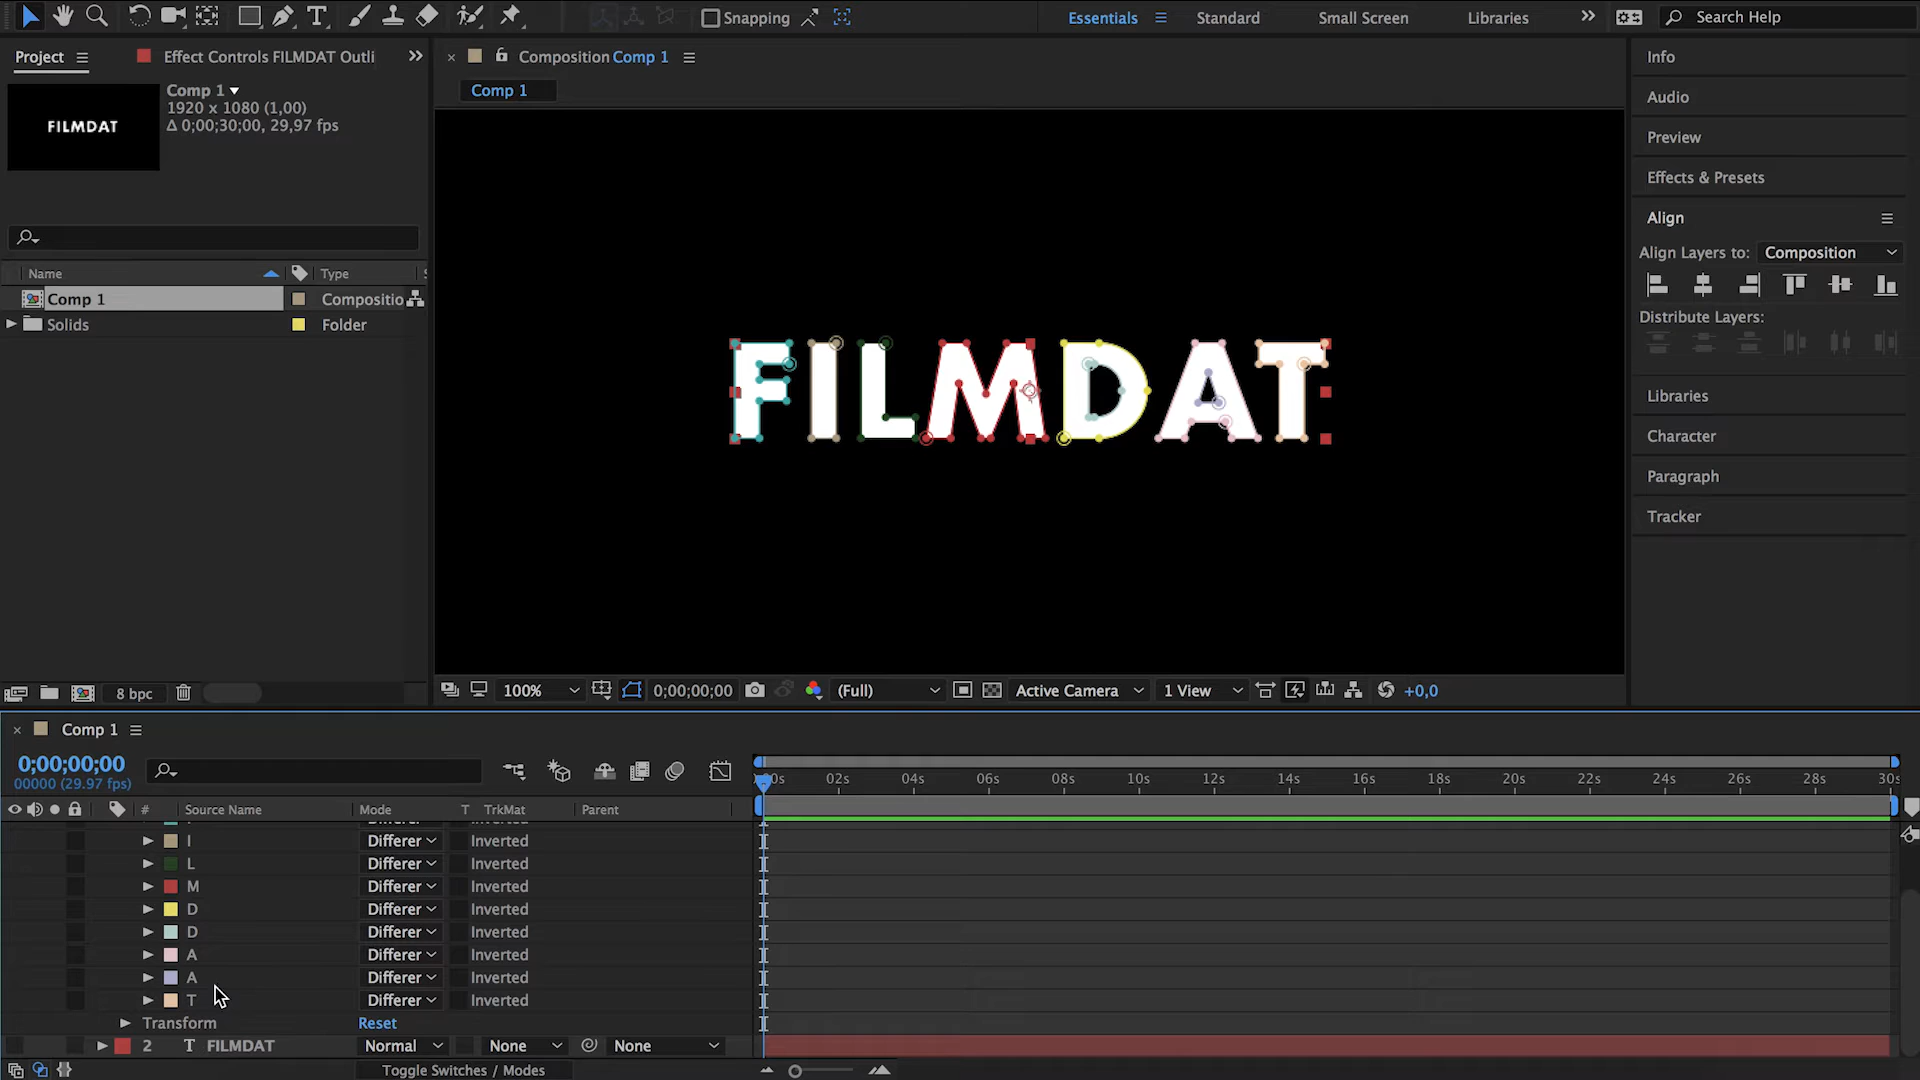 Snapping
Essentials
Standard
Small Screen
Libraries
Search Help
Project
Effect Controls FILMDAT Outli
Composition Comp 1
Info
Comp 1
1920 x 1080 (1,00)
Δ 0;00;30;00, 29,97 fps
FILMDAT
Comp 1
Audio
Preview
Effects & Presets
Align
Align Layers to: Composition
Distribute Layers:
Name
Type
Comp 1
Compositio
Solids
Folder
FILMDAT
Libraries
Character
Paragraph
Tracker
8 bpc
100%
0;00;00;00
(Full)
Active Camera
1 View
+0,0
Comp 1
0;00;00;00
00000 (29.97 fps)
00s 02s 04s 06s 08s 10s 12s 14s 16s 18s 20s 22s 24s 26s 28s 30s
# Source Name Mode T TrkMat Parent
I Differer Inverted
L Differer Inverted
M Differer Inverted
D Differer Inverted
D Differer Inverted
A Differer Inverted
A Differer Inverted
T Differer Inverted
Transform Reset
2 T FILMDAT Normal None None
Toggle Switches / Modes